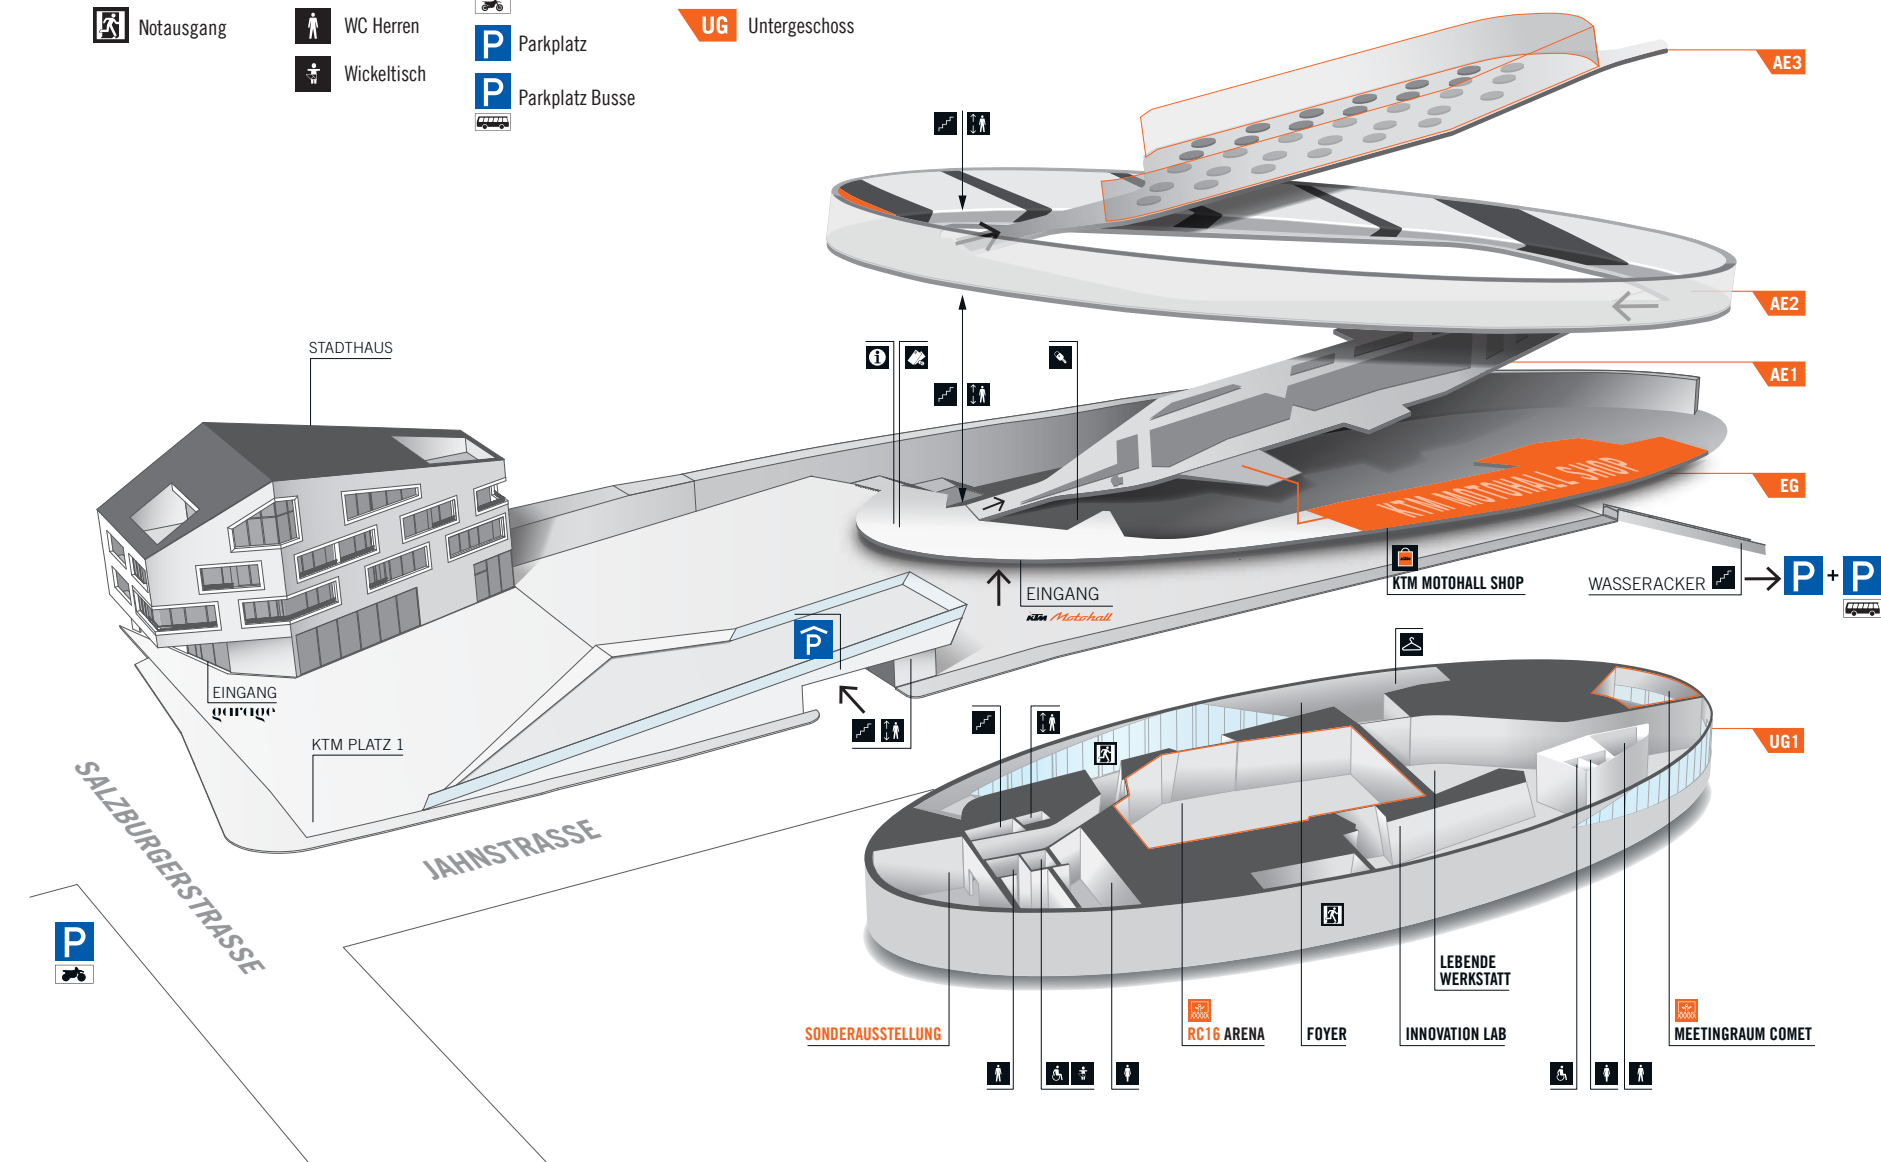 Notausgang
WC Herren
Wickeltisch
P Parkplatz
P Parkplatz Busse
UG Untergeschoss
AE3
AE2
AE1
EG
STADTHAUS
KTM MOTOHALL SHOP
KTM MOTOHALL SHOP
WASSERACKER
P + P
EINGANG
KTM Motohall
P
EINGANG
garage
KTM PLATZ 1
SALZBURGERSTRASSE
JAHNSTRASSE
P
UG1
LEBENDE
WERKSTATT
SONDERAUSSTELLUNG
RC16 ARENA
FOYER
INNOVATION LAB
MEETINGRAUM COMET